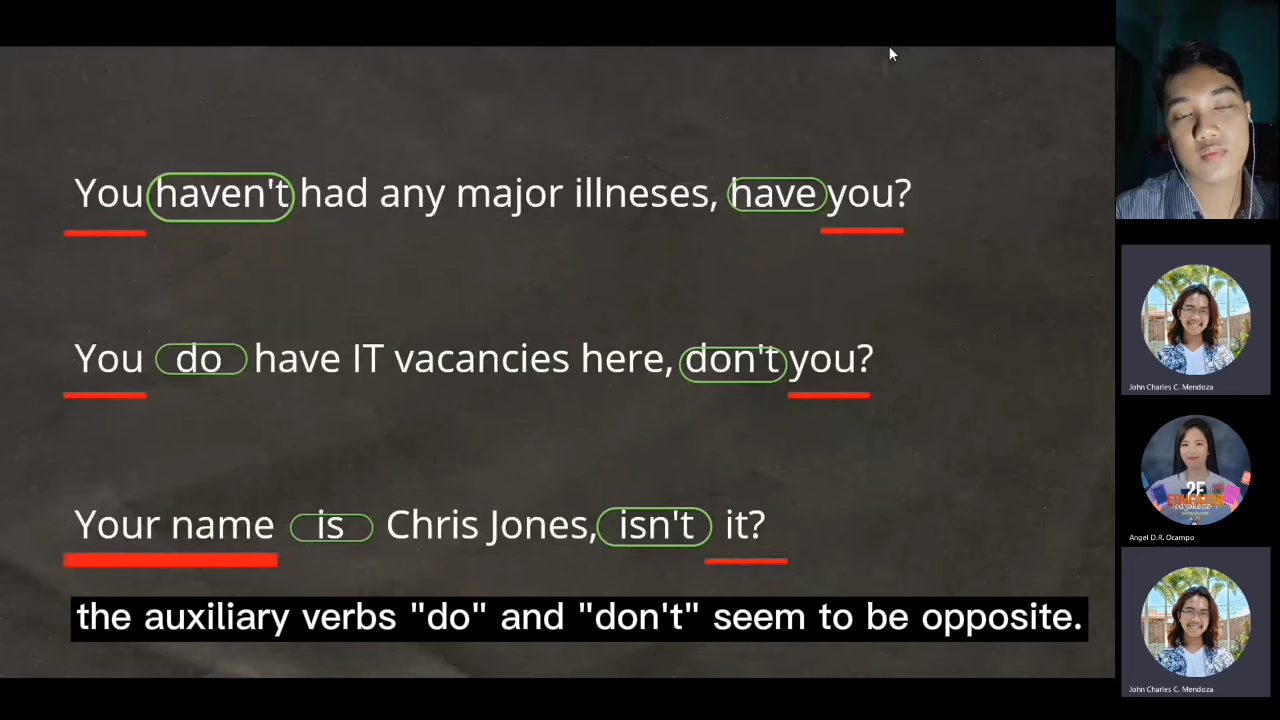 You haven't had any major illneses, have you?
You do have IT vacancies here, don't you?
Your name is Chris Jones, isn't it?
the auxiliary verbs "do" and "don't" seem to be opposite.
John Charles C. Mendoza
EDUCATOR
Angel D.R. Ocampo
John Charles C. Mendoza